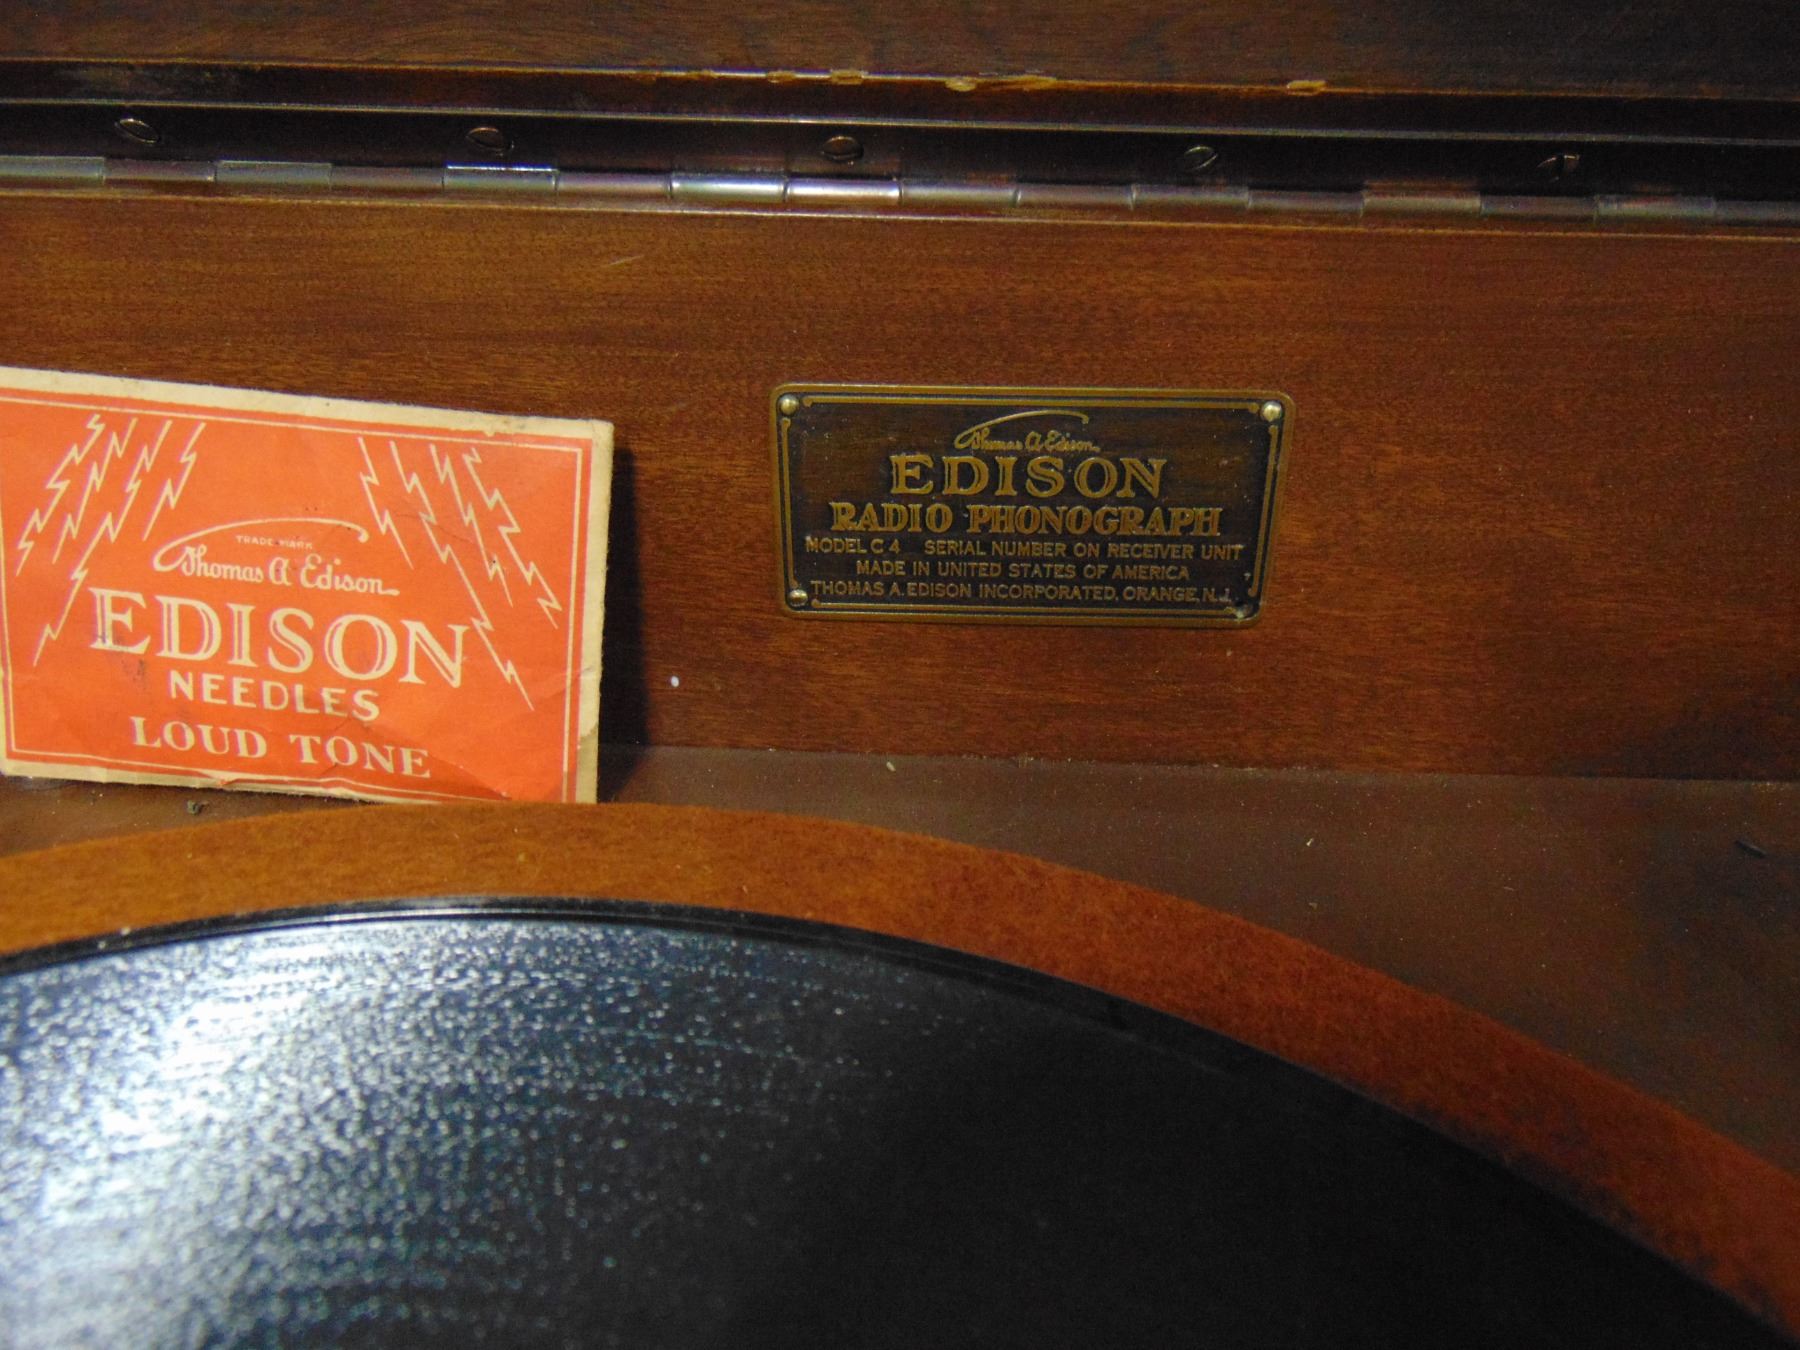 TRADE MARK
Thomas A Edison
EDISON
NEEDLES
LOUD TONE
Thomas A Edison
EDISON
RADIO PHONOGRAPH
MODEL C 4 SERIAL NUMBER ON RECEIVER UNIT
MADE IN UNITED STATES OF AMERICA
THOMAS A. EDISON INCORPORATED, ORANGE, N.J.